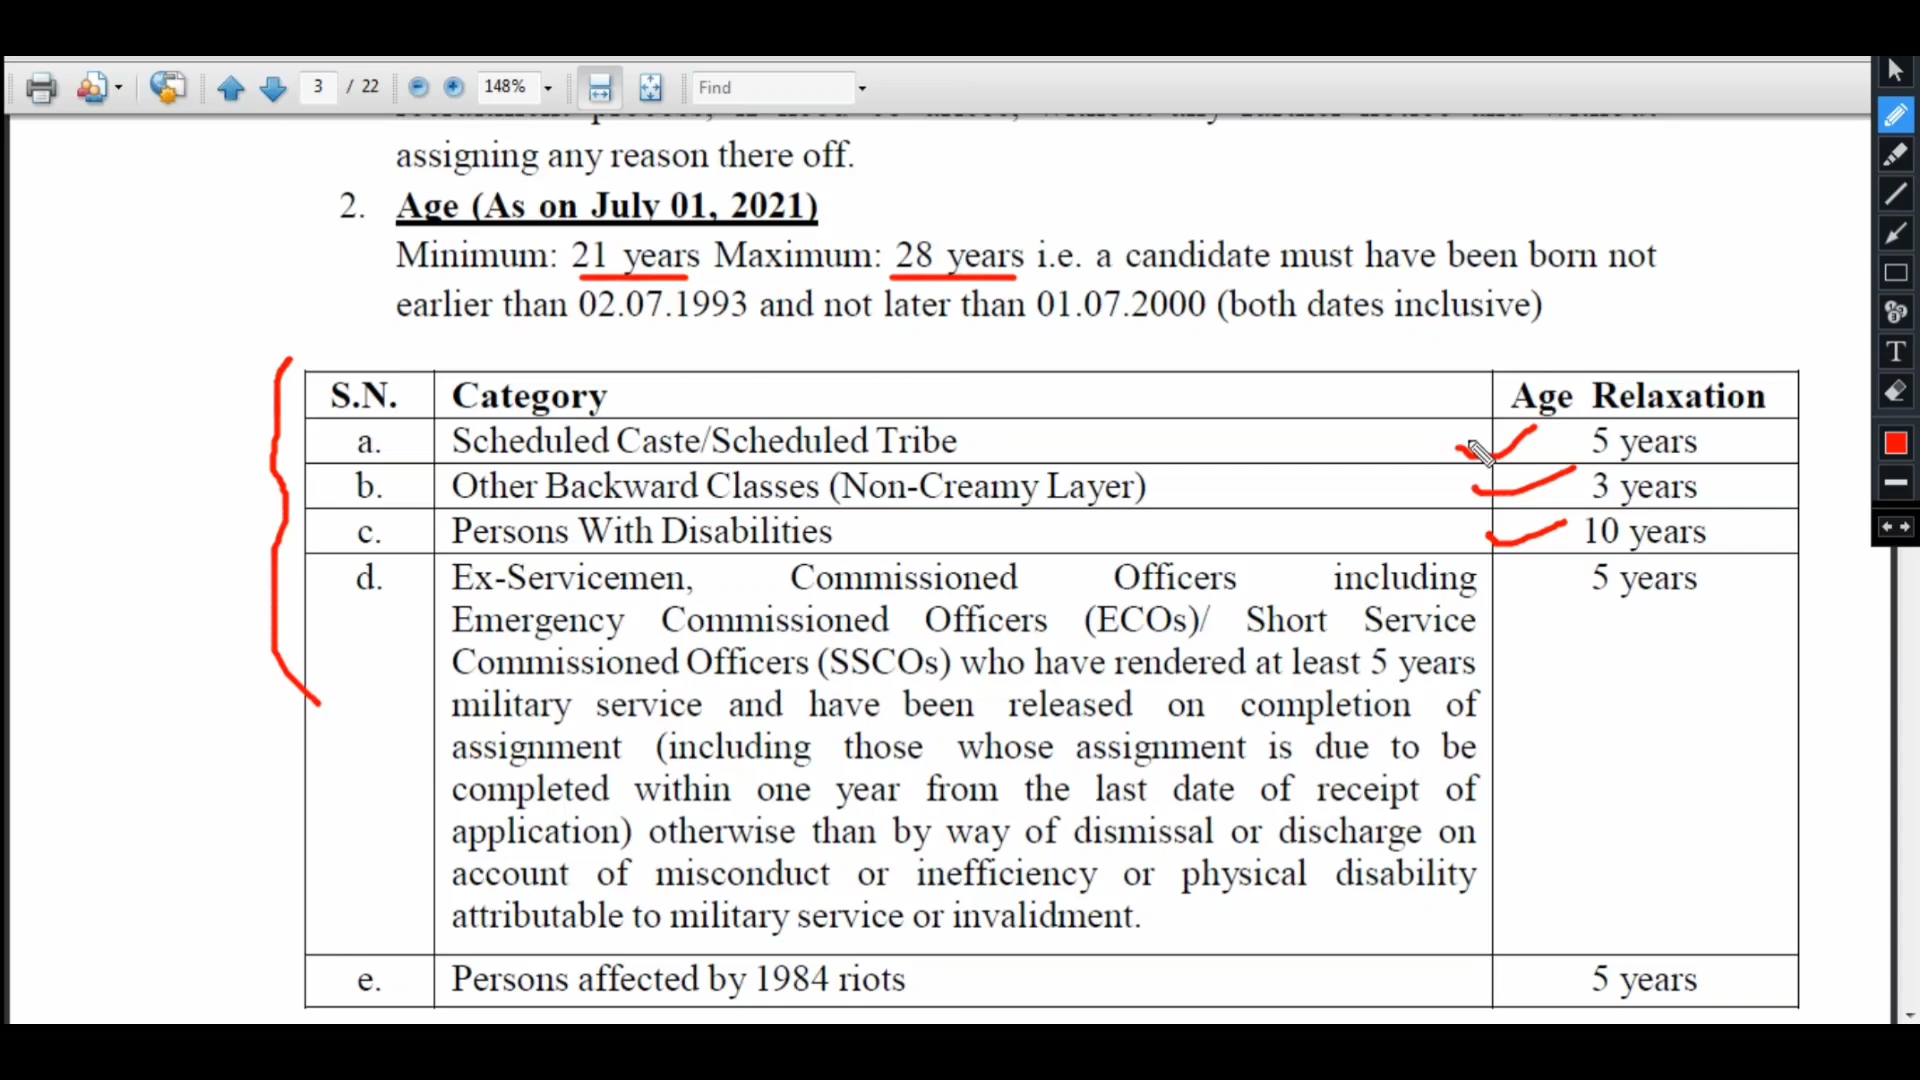 3 / 22 148% Find
assigning any reason there off.
2. Age (As on July 01, 2021)
Minimum: 21 years Maximum: 28 years i.e. a candidate must have been born not
earlier than 02.07.1993 and not later than 01.07.2000 (both dates inclusive)
S.N. Category Age Relaxation
a. Scheduled Caste/Scheduled Tribe 5 years
b. Other Backward Classes (Non-Creamy Layer) 3 years
c. Persons With Disabilities 10 years
d. Ex-Servicemen, Commissioned Officers including 5 years
Emergency Commissioned Officers (ECOs)/ Short Service
Commissioned Officers (SSCOs) who have rendered at least 5 years
military service and have been released on completion of
assignment (including those whose assignment is due to be
completed within one year from the last date of receipt of
application) otherwise than by way of dismissal or discharge on
account of misconduct or inefficiency or physical disability
attributable to military service or invalidment.
e. Persons affected by 1984 riots 5 years
T